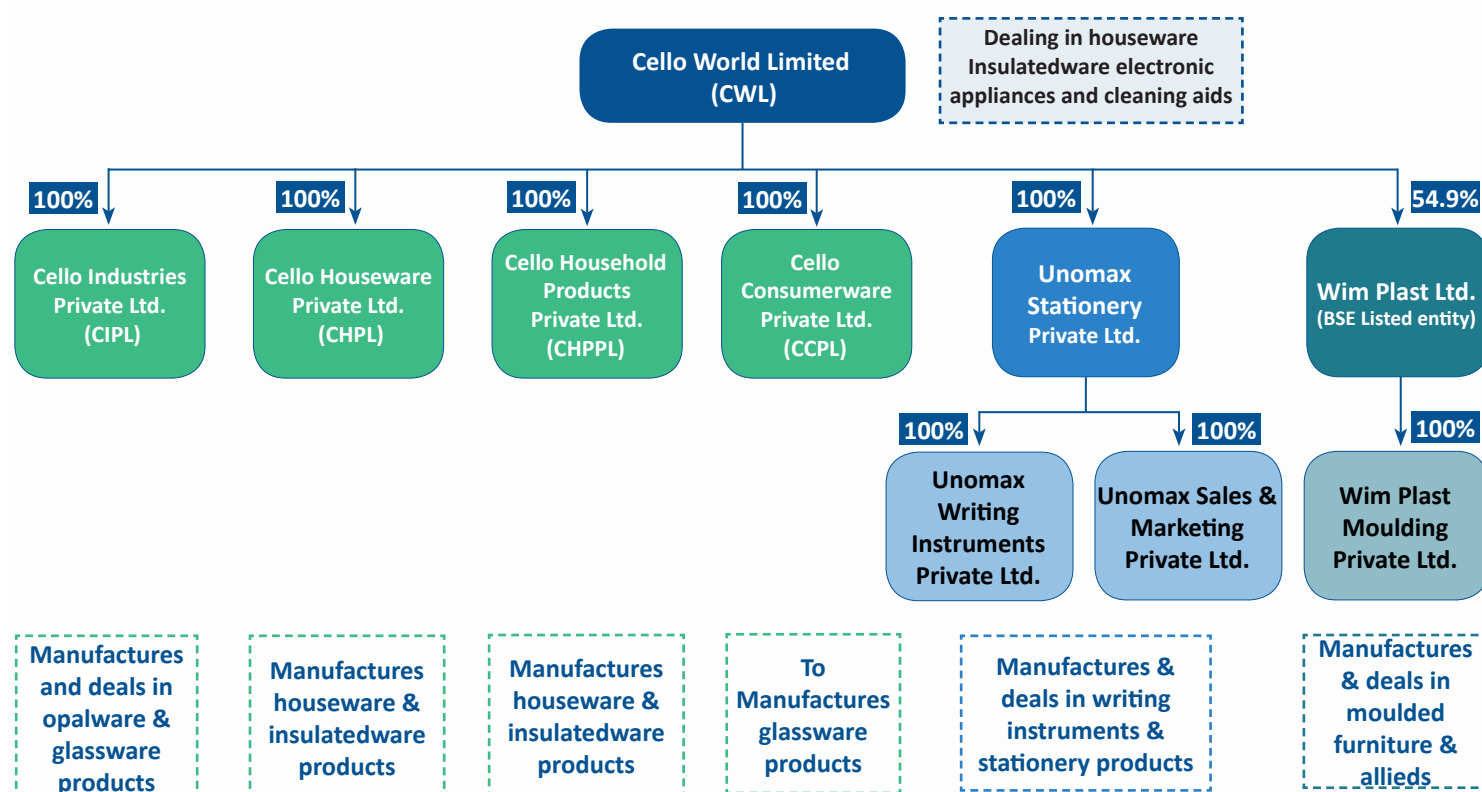 Cello World Limited
(CWL)
Dealing in houseware
Insulatedware electronic
appliances and cleaning aids
100%
100%
100%
100%
100%
54.9%
Cello Industries
Private Ltd.
(CIPL)
Cello Houseware
Private Ltd.
(CHPL)
Cello Household
Products
Private Ltd.
(CHPPL)
Cello
Consumerware
Private Ltd.
(CCPL)
Unomax
Stationery
Private Ltd.
Wim Plast Ltd.
(BSE Listed entity)
100%
100%
100%
Unomax
Writing
Instruments
Private Ltd.
Unomax Sales &
Marketing
Private Ltd.
Wim Plast
Moulding
Private Ltd.
Manufactures
and deals in
opalware &
glassware
products
Manufactures
houseware &
insulatedware
products
Manufactures
houseware &
insulatedware
products
To
Manufactures
glassware
products
Manufactures &
deals in writing
instruments &
stationery products
Manufactures
& deals in
moulded
furniture &
allieds